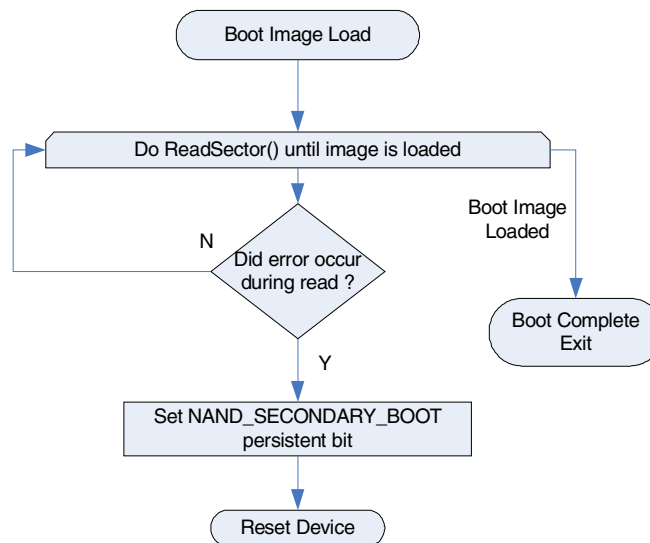 Boot Image Load
Do ReadSector() until image is loaded
Boot Image
Loaded
N
Did error occur
during read ?
Boot Complete
Exit
Y
Set NAND_SECONDARY_BOOT
persistent bit
Reset Device